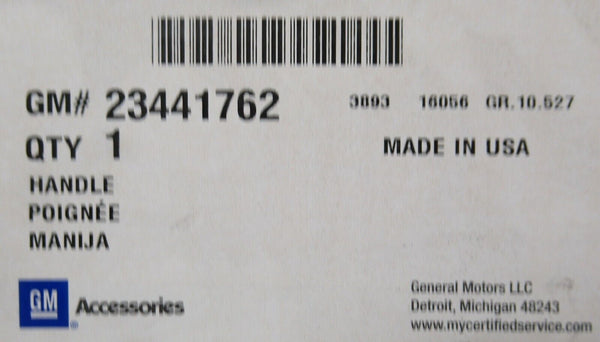 GM# 23441762 3893 16056 GR.10.527
QTY 1 MADE IN USA
HANDLE
POIGNÉE
MANIJA
GM Accessories
General Motors LLC
Detroit, Michigan 48243
www.mycertifiedservice.com